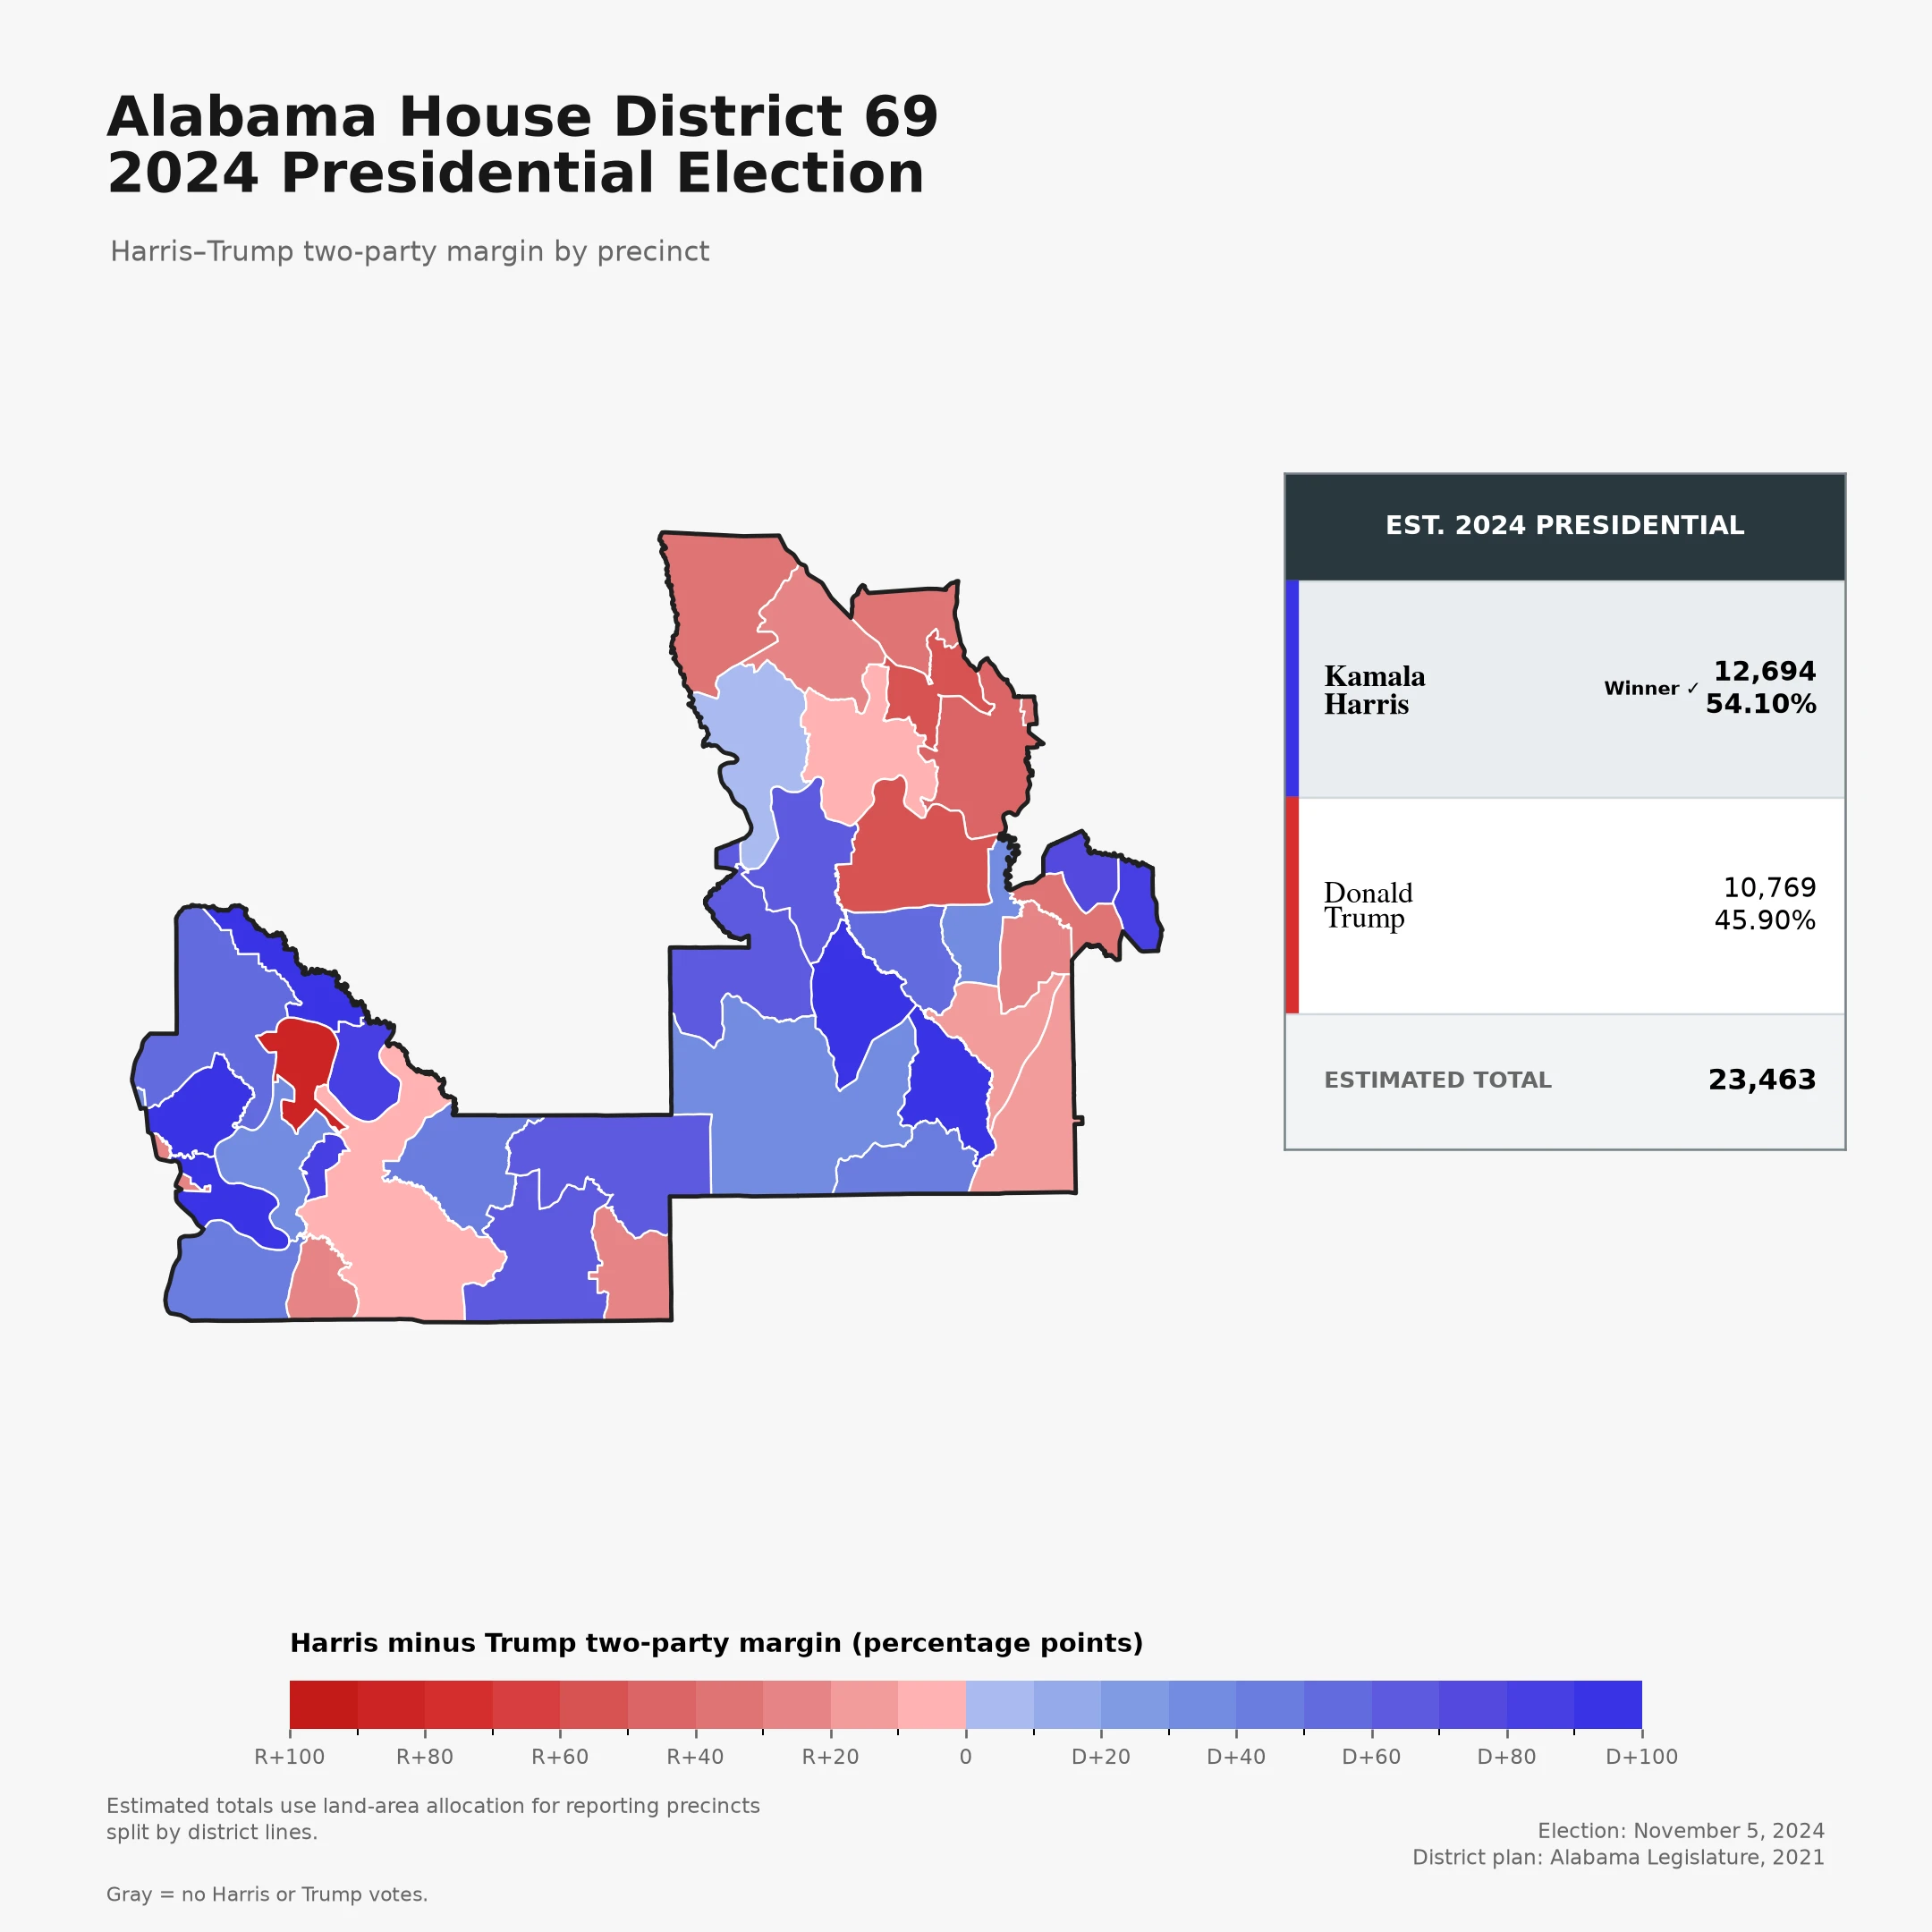 Alabama House District 69
2024 Presidential Election
Harris–Trump two-party margin by precinct
EST. 2024 PRESIDENTIAL
Kamala
Harris
Winner ✓
12,694
54.10%
Donald
Trump
10,769
45.90%
ESTIMATED TOTAL 23,463
Harris minus Trump two-party margin (percentage points)
R+100 R+80 R+60 R+40 R+20 0 D+20 D+40 D+60 D+80 D+100
Estimated totals use land-area allocation for reporting precincts
split by district lines.
Gray = no Harris or Trump votes.
Election: November 5, 2024
District plan: Alabama Legislature, 2021